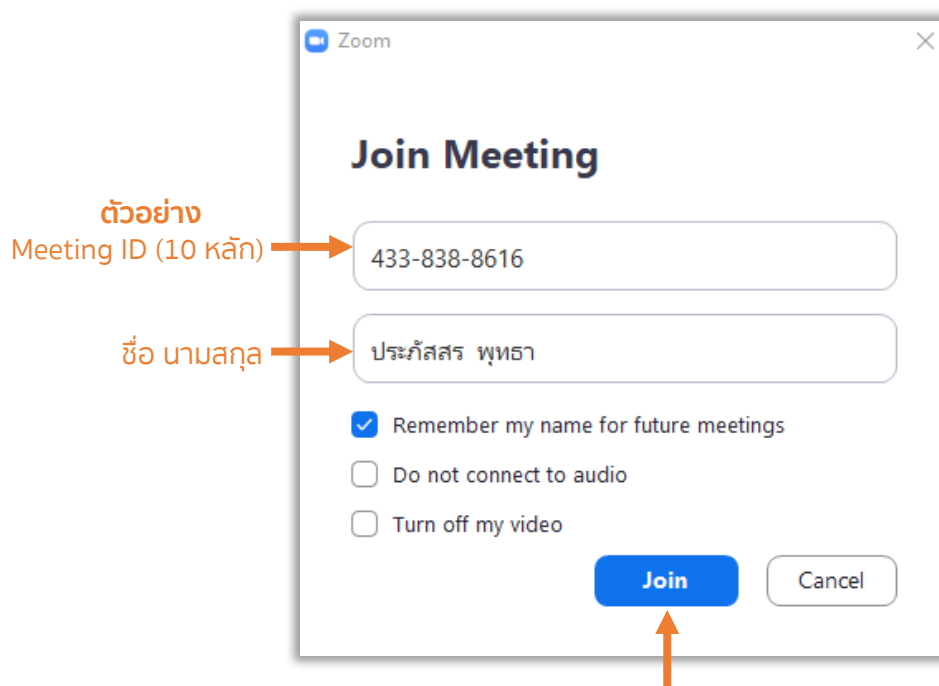 Zoom
Join Meeting
ตัวอย่าง
Meeting ID (10 หลัก)
433-838-8616
ชื่อ นามสกุล
ประภัสสร พุทธา
Remember my name for future meetings
Do not connect to audio
Turn off my video
Join
Cancel